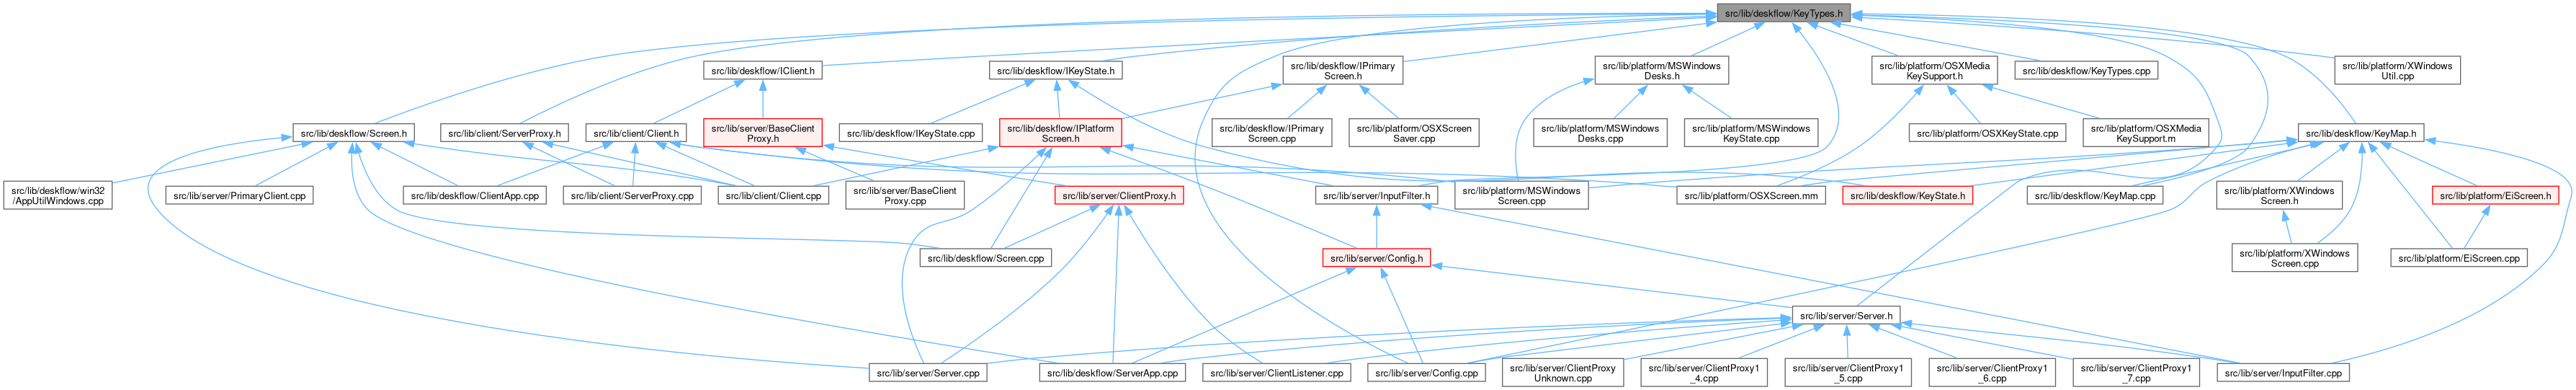 src/lib/deskflow/KeyTypes.h
src/lib/deskflow/IClient.h
src/lib/deskflow/IKeyState.h
src/lib/deskflow/IPrimary
Screen.h
src/lib/platform/MSWindows
Desks.h
src/lib/platform/OSXMedia
KeySupport.h
src/lib/deskflow/KeyTypes.cpp
src/lib/platform/XWindows
Util.cpp
src/lib/deskflow/Screen.h
src/lib/client/ServerProxy.h
src/lib/client/Client.h
src/lib/server/BaseClient
Proxy.h
src/lib/deskflow/IKeyState.cpp
src/lib/deskflow/IPlatform
Screen.h
src/lib/deskflow/IPrimary
Screen.cpp
src/lib/platform/OSXScreen
Saver.cpp
src/lib/platform/MSWindows
Desks.cpp
src/lib/platform/MSWindows
KeyState.cpp
src/lib/platform/OSXKeyState.cpp
src/lib/platform/OSXMedia
KeySupport.m
src/lib/deskflow/KeyMap.h
src/lib/deskflow/win32
/AppUtilWindows.cpp
src/lib/server/PrimaryClient.cpp
src/lib/deskflow/ClientApp.cpp
src/lib/client/ServerProxy.cpp
src/lib/client/Client.cpp
src/lib/server/BaseClient
Proxy.cpp
src/lib/server/ClientProxy.h
src/lib/server/InputFilter.h
src/lib/platform/MSWindows
Screen.cpp
src/lib/platform/OSXScreen.mm
src/lib/deskflow/KeyState.h
src/lib/deskflow/KeyMap.cpp
src/lib/platform/XWindows
Screen.h
src/lib/platform/EiScreen.h
src/lib/deskflow/Screen.cpp
src/lib/server/Config.h
src/lib/platform/XWindows
Screen.cpp
src/lib/platform/EiScreen.cpp
src/lib/server/Server.h
src/lib/server/Server.cpp
src/lib/deskflow/ServerApp.cpp
src/lib/server/ClientListener.cpp
src/lib/server/Config.cpp
src/lib/server/ClientProxy
Unknown.cpp
src/lib/server/ClientProxy1
_4.cpp
src/lib/server/ClientProxy1
_5.cpp
src/lib/server/ClientProxy1
_6.cpp
src/lib/server/ClientProxy1
_7.cpp
src/lib/server/InputFilter.cpp